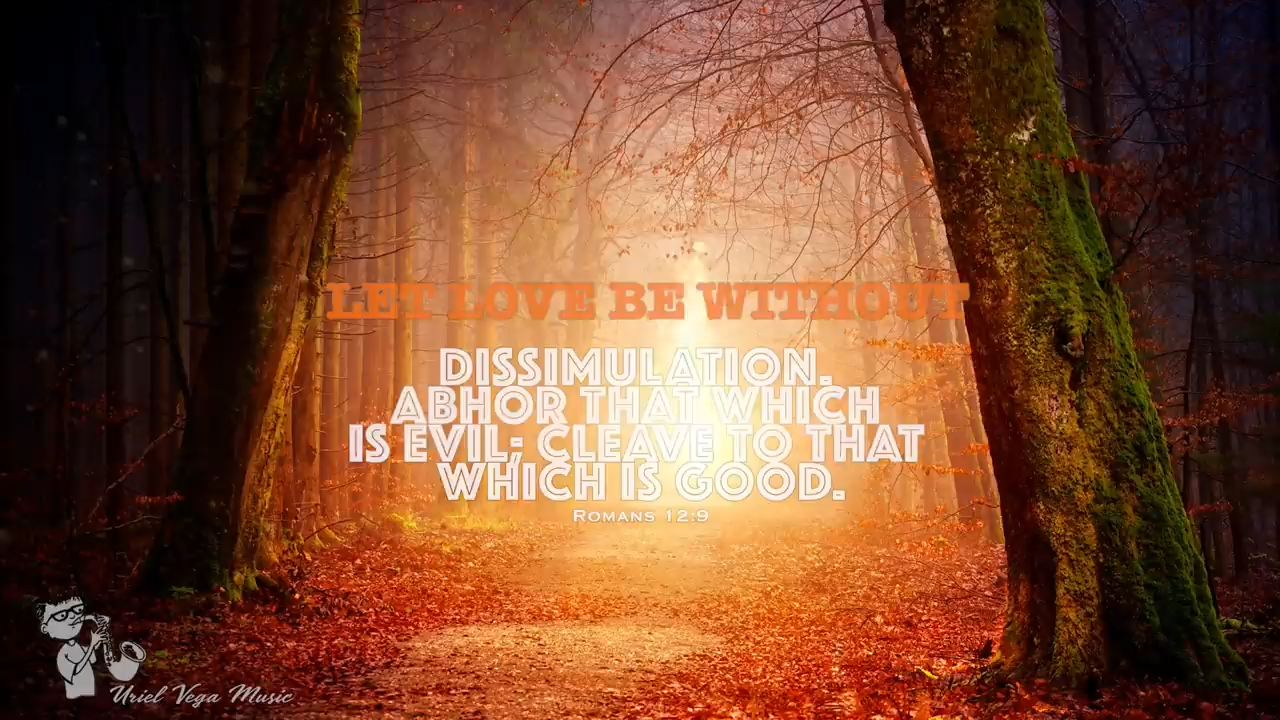 LET LOVE BE WITHOUT
DISSIMULATION.
ABHOR THAT WHICH
IS EVIL; CLEAVE TO THAT
WHICH IS GOOD.
Romans 12:9
Uriel Vega Music